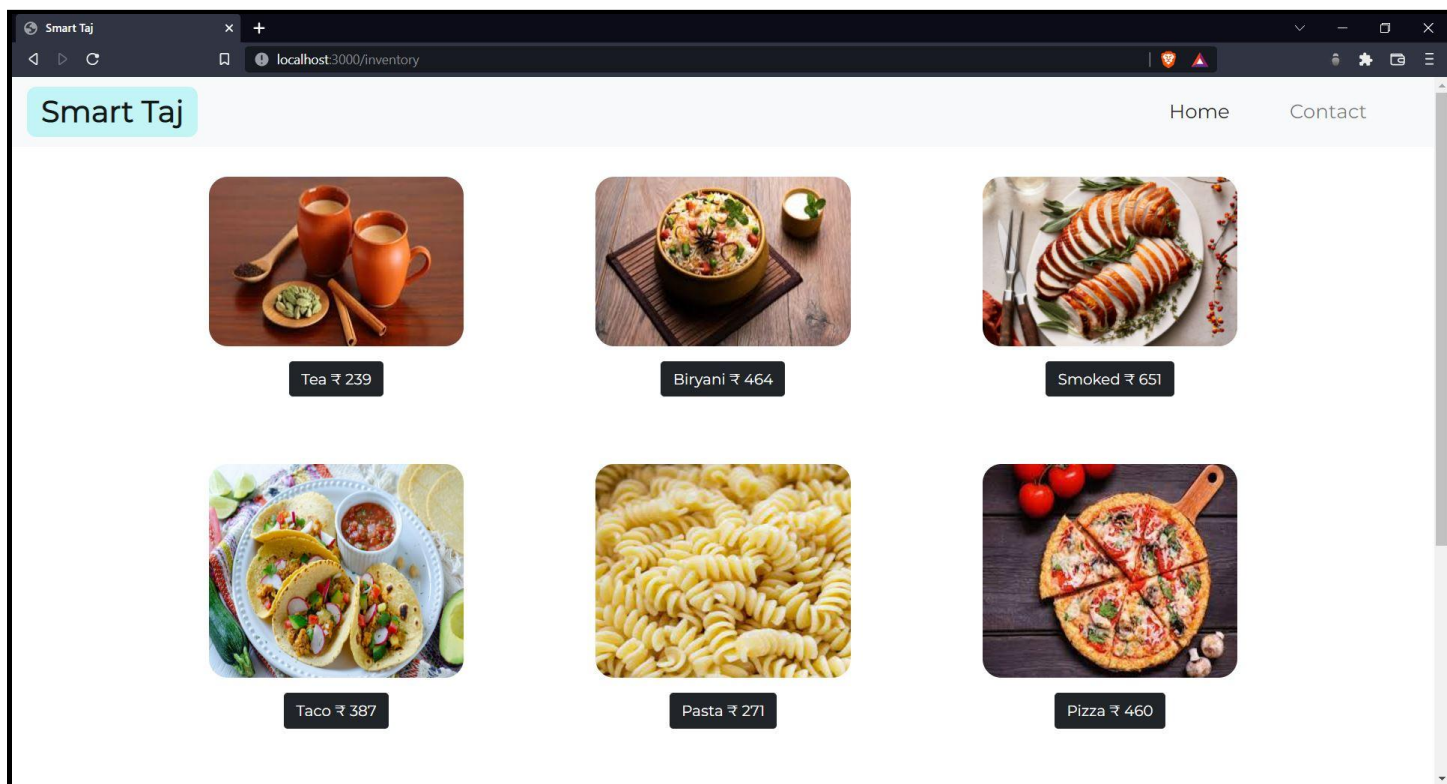 Smart Taj
localhost:3000/inventory
Smart Taj
Home Contact
Tea ₹ 239
Biryani ₹ 464
Smoked ₹ 651
Taco ₹ 387
Pasta ₹ 271
Pizza ₹ 460